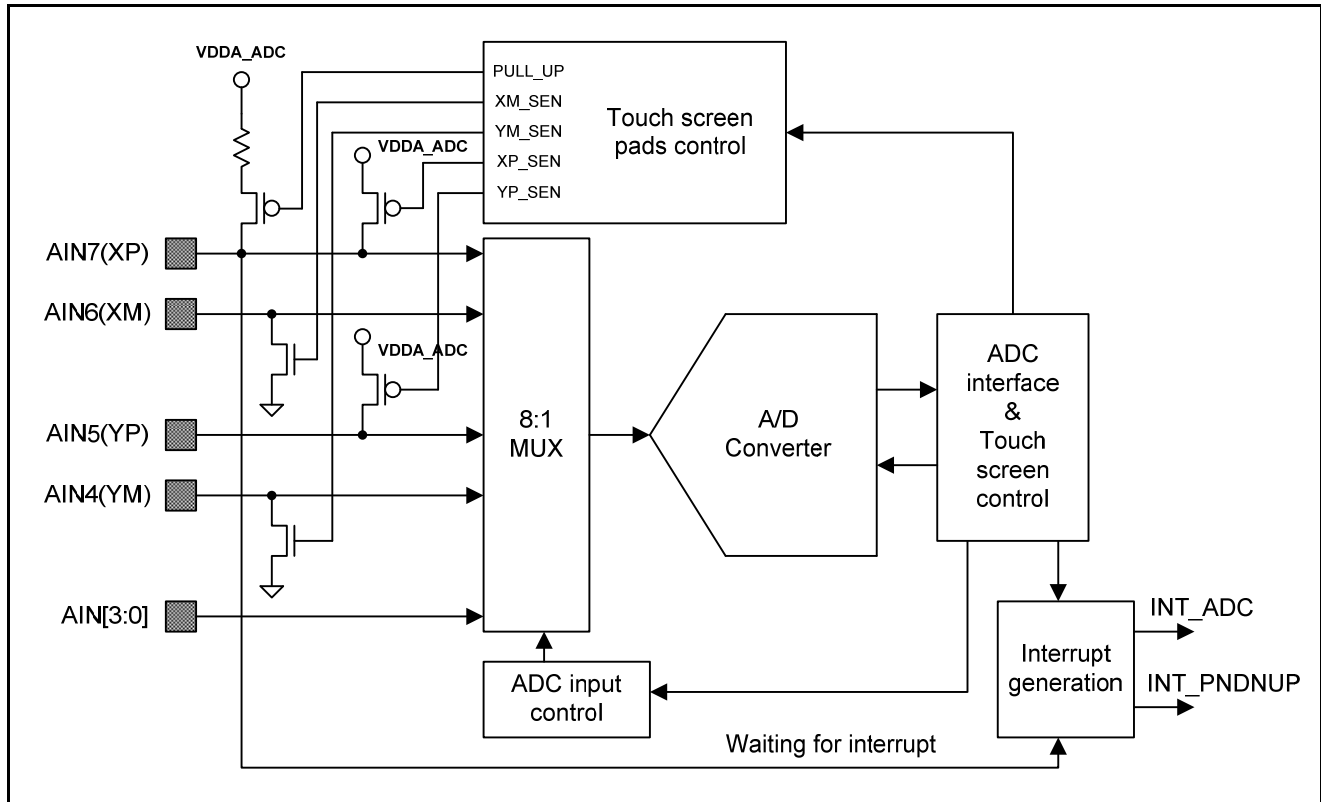 VDDA_ADC
PULL_UP
XM_SEN
YM_SEN
XP_SEN
YP_SEN
Touch screen
pads control
VDDA_ADC
AIN7(XP)
AIN6(XM)
VDDA_ADC
AIN5(YP)
AIN4(YM)
AIN[3:0]
8:1
MUX
A/D
Converter
ADC
interface
&
Touch
screen
control
ADC input
control
Interrupt
generation
INT_ADC
INT_PNDNUP
Waiting for interrupt